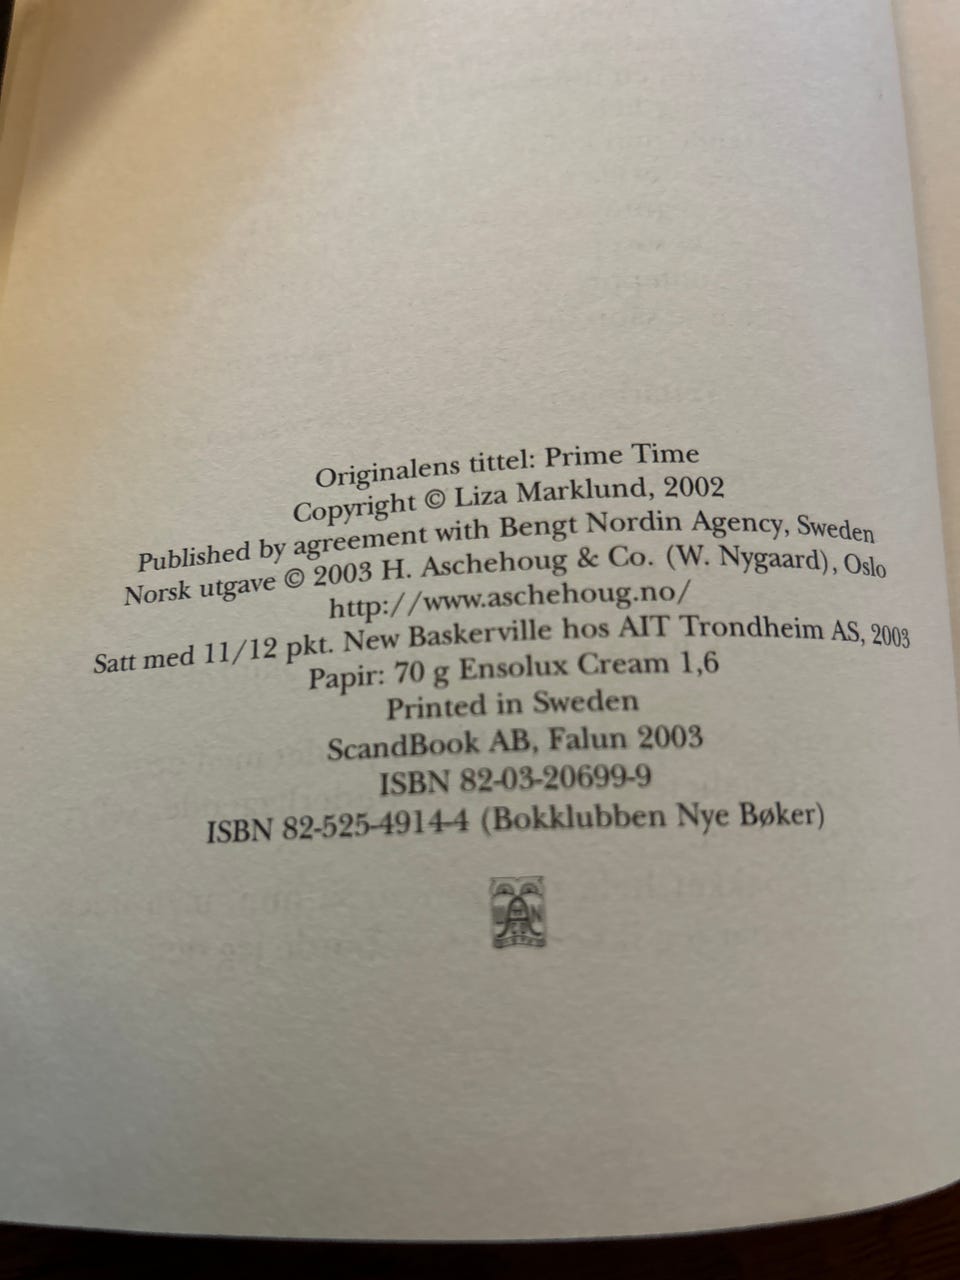 Originalens tittel: Prime Time
Copyright © Liza Marklund, 2002
Published by agreement with Bengt Nordin Agency, Sweden
Norsk utgave © 2003 H. Aschehoug & Co. (W. Nygaard), Oslo
http://www.aschehoug.no/
Satt med 11/12 pkt. New Baskerville hos AIT Trondheim AS, 2003
Papir: 70 g Ensolux Cream 1,6
Printed in Sweden
ScandBook AB, Falun 2003
ISBN 82-03-20699-9
ISBN 82-525-4914-4 (Bokklubben Nye Bøker)